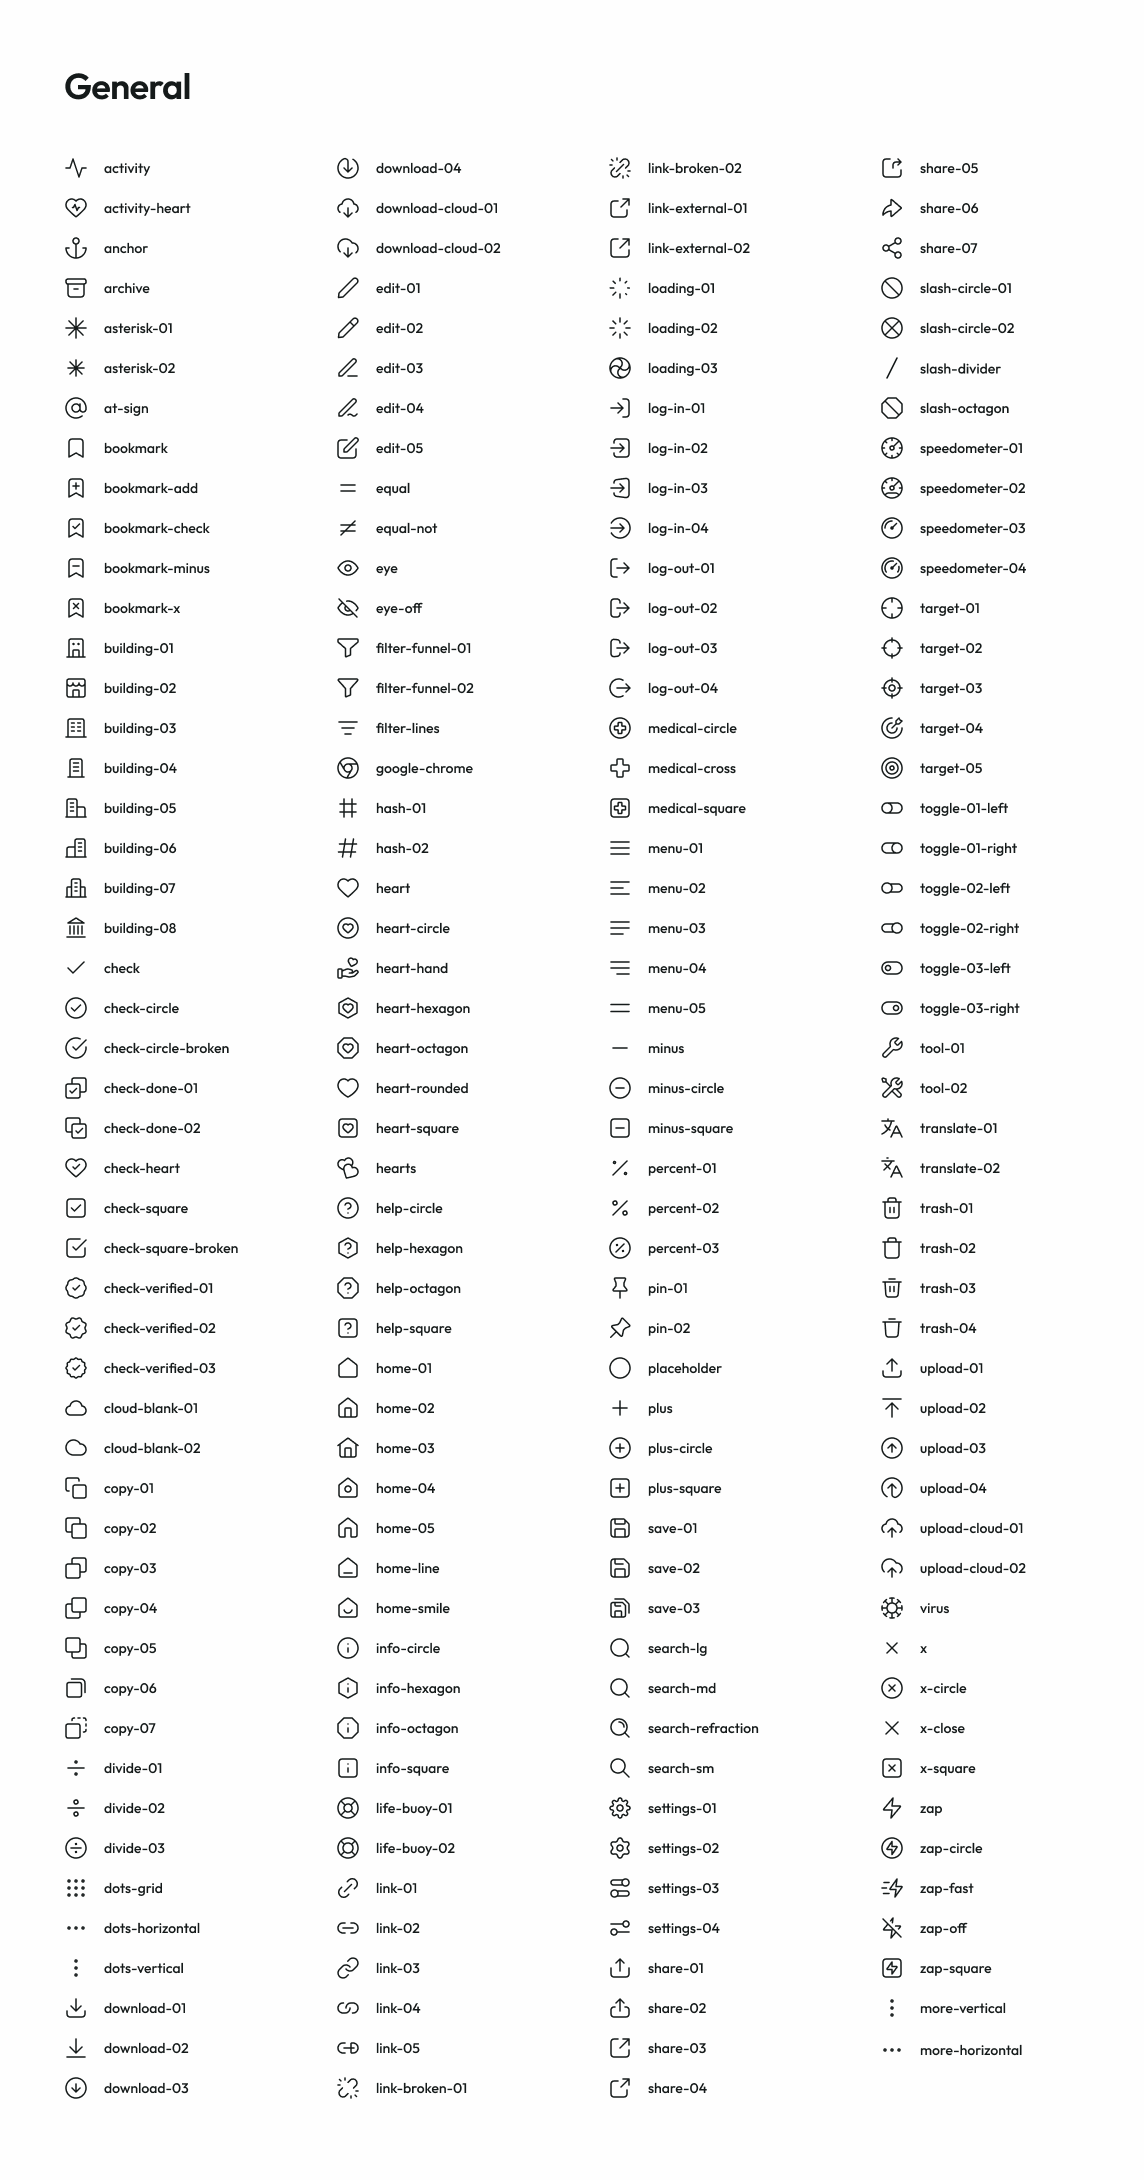 General
activity
activity-heart
anchor
archive
asterisk-01
asterisk-02
at-sign
bookmark
bookmark-add
bookmark-check
bookmark-minus
bookmark-x
building-01
building-02
building-03
building-04
building-05
building-06
building-07
building-08
check
check-circle
check-circle-broken
check-done-01
check-done-02
check-heart
check-square
check-square-broken
check-verified-01
check-verified-02
check-verified-03
cloud-blank-01
cloud-blank-02
copy-01
copy-02
copy-03
copy-04
copy-05
copy-06
copy-07
divide-01
divide-02
divide-03
dots-grid
dots-horizontal
dots-vertical
download-01
download-02
download-03
download-04
download-cloud-01
download-cloud-02
edit-01
edit-02
edit-03
edit-04
edit-05
equal
equal-not
eye
eye-off
filter-funnel-01
filter-funnel-02
filter-lines
google-chrome
hash-01
hash-02
heart
heart-circle
heart-hand
heart-hexagon
heart-octagon
heart-rounded
heart-square
hearts
help-circle
help-hexagon
help-octagon
help-square
home-01
home-02
home-03
home-04
home-05
home-line
home-smile
info-circle
info-hexagon
info-octagon
info-square
life-buoy-01
life-buoy-02
link-01
link-02
link-03
link-04
link-05
link-broken-01
link-broken-02
link-external-01
link-external-02
loading-01
loading-02
loading-03
log-in-01
log-in-02
log-in-03
log-in-04
log-out-01
log-out-02
log-out-03
log-out-04
medical-circle
medical-cross
medical-square
menu-01
menu-02
menu-03
menu-04
menu-05
minus
minus-circle
minus-square
percent-01
percent-02
percent-03
pin-01
pin-02
placeholder
plus
plus-circle
plus-square
save-01
save-02
save-03
search-lg
search-md
search-refraction
search-sm
settings-01
settings-02
settings-03
settings-04
share-01
share-02
share-03
share-04
share-05
share-06
share-07
slash-circle-01
slash-circle-02
slash-divider
slash-octagon
speedometer-01
speedometer-02
speedometer-03
speedometer-04
target-01
target-02
target-03
target-04
target-05
toggle-01-left
toggle-01-right
toggle-02-left
toggle-02-right
toggle-03-left
toggle-03-right
tool-01
tool-02
translate-01
translate-02
trash-01
trash-02
trash-03
trash-04
upload-01
upload-02
upload-03
upload-04
upload-cloud-01
upload-cloud-02
virus
x
x-circle
x-close
x-square
zap
zap-circle
zap-fast
zap-off
zap-square
more-vertical
more-horizontal